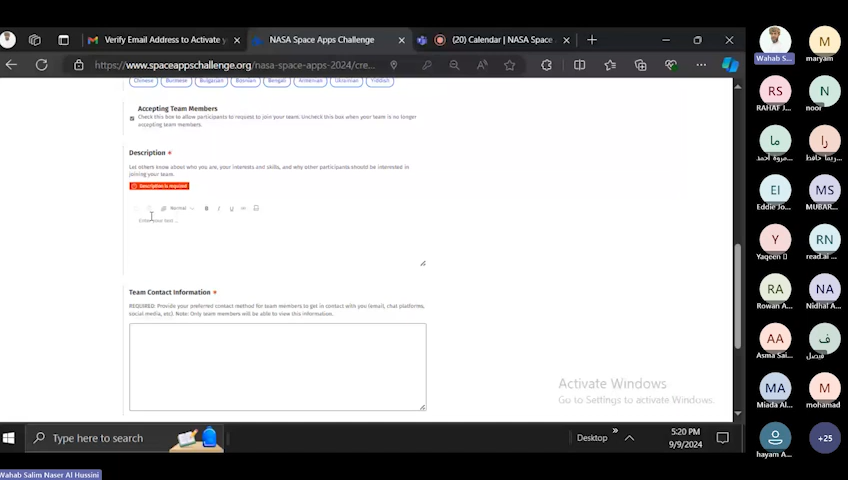 Verify Email Address to Activate y
NASA Space Apps Challenge
(20) Calendar | NASA Space
https://www.spaceappschallenge.org/nasa-space-apps-2024/cre...
Chinese
Burmese
Bulgarian
Bosnian
Bengali
Armenian
Ukrainian
Yiddish
Accepting Team Members
Check this box to allow participants to request to join your team. Uncheck this box when your team is no longer
accepting team members.
Description *
Let others know about who you are, your interests and skills, and why other participants should be interested in
joining your team.
Description is required
Normal
B I U
Enter your text ...
Team Contact Information *
REQUIRED: Provide your preferred contact method for team members to get in contact with you (email, chat platforms,
social media, etc). Note: Only team members will be able to view this information.
Activate Windows
Go to Settings to activate Windows.
Type here to search
Desktop
5:20 PM
9/9/2024
Wahab Salim Naser Al Hussini
Wahab S...
M
maryam
RS
RAHAF J...
N
noor
ما
مروة احمد
را
ريتا حافظ
EI
Eddie Jo...
MS
MUBAR...
Y
Yaqeen
RN
read.ai ...
RA
Rowan A...
NA
Nidhal A...
AA
Asma Sai...
ف
فيصل
MA
Miada Al...
M
mohamad
hayam A...
+25